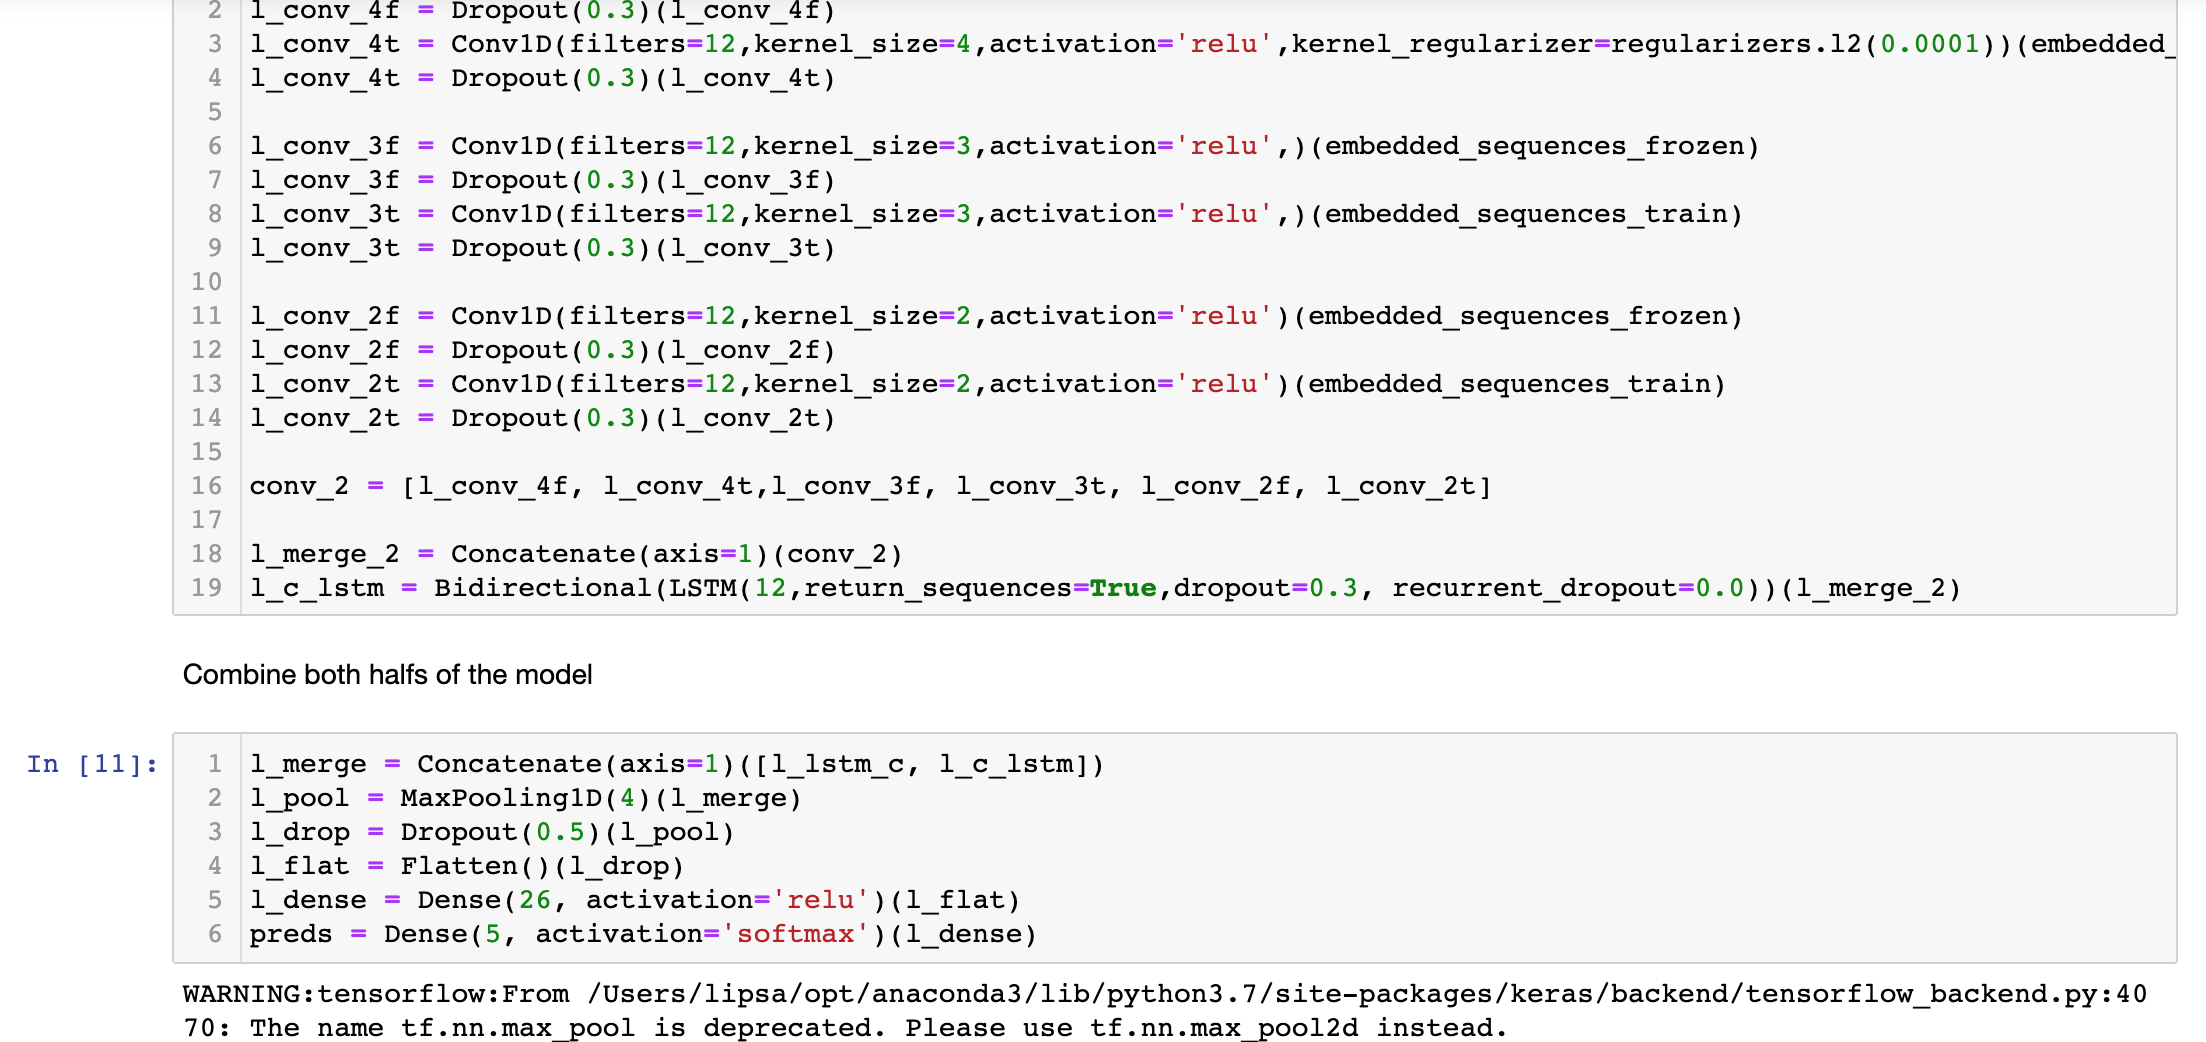 2 l_conv_4f = Dropout(0.3)(l_conv_4f)
3 l_conv_4t = Conv1D(filters=12,kernel_size=4,activation='relu',kernel_regularizer=regularizers.l2(0.0001))(embedded_
4 l_conv_4t = Dropout(0.3)(l_conv_4t)
5
6 l_conv_3f = Conv1D(filters=12,kernel_size=3,activation='relu',)(embedded_sequences_frozen)
7 l_conv_3f = Dropout(0.3)(l_conv_3f)
8 l_conv_3t = Conv1D(filters=12,kernel_size=3,activation='relu',)(embedded_sequences_train)
9 l_conv_3t = Dropout(0.3)(l_conv_3t)
10
11 l_conv_2f = Conv1D(filters=12,kernel_size=2,activation='relu')(embedded_sequences_frozen)
12 l_conv_2f = Dropout(0.3)(l_conv_2f)
13 l_conv_2t = Conv1D(filters=12,kernel_size=2,activation='relu')(embedded_sequences_train)
14 l_conv_2t = Dropout(0.3)(l_conv_2t)
15
16 conv_2 = [l_conv_4f, l_conv_4t,l_conv_3f, l_conv_3t, l_conv_2f, l_conv_2t]
17
18 l_merge_2 = Concatenate(axis=1)(conv_2)
19 l_c_lstm = Bidirectional(LSTM(12,return_sequences=True,dropout=0.3, recurrent_dropout=0.0))(l_merge_2)
Combine both halfs of the model
In [11]: 1 l_merge = Concatenate(axis=1)([l_lstm_c, l_c_lstm])
2 l_pool = MaxPooling1D(4)(l_merge)
3 l_drop = Dropout(0.5)(l_pool)
4 l_flat = Flatten()(l_drop)
5 l_dense = Dense(26, activation='relu')(l_flat)
6 preds = Dense(5, activation='softmax')(l_dense)
WARNING:tensorflow:From /Users/lipsa/opt/anaconda3/lib/python3.7/site-packages/keras/backend/tensorflow_backend.py:40
70: The name tf.nn.max_pool is deprecated. Please use tf.nn.max_pool2d instead.